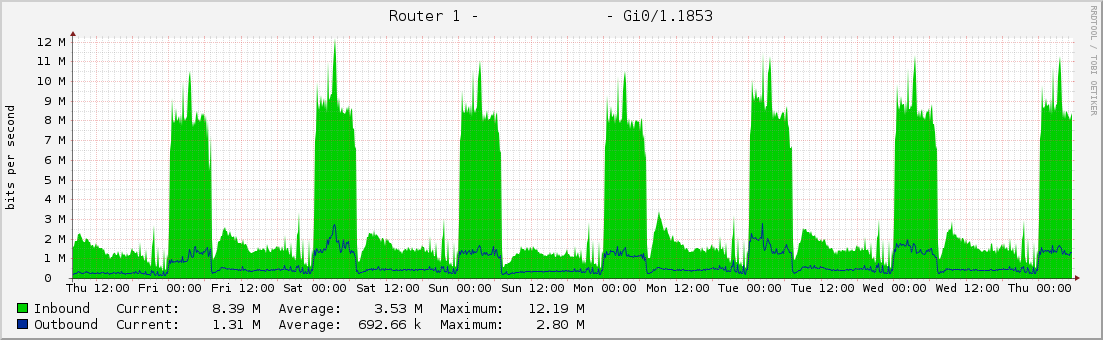 Router 1 - - Gi0/1.1853
RRDTOOL / TOBI OETIKER
bits per second
12 M
11 M
10 M
9 M
8 M
7 M
6 M
5 M
4 M
3 M
2 M
1 M
0
Thu 12:00 Fri 00:00 Fri 12:00 Sat 00:00 Sat 12:00 Sun 00:00 Sun 12:00 Mon 00:00 Mon 12:00 Tue 00:00 Tue 12:00 Wed 00:00 Wed 12:00 Thu 00:00
Inbound Current: 8.39 M Average: 3.53 M Maximum: 12.19 M
Outbound Current: 1.31 M Average: 692.66 k Maximum: 2.80 M